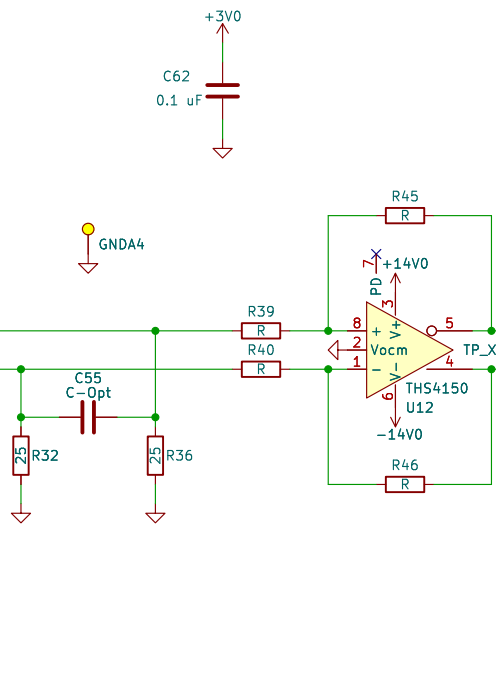 +3V0
C62
0.1 uF
GNDA4
R45
R
7
PD
+14V0
3
V+
R39
R
8
+
5
2
Vocm
TP_X
R40
R
1
-
4
V-
THS4150
6
U12
-14V0
C55
C-Opt
25
R32
25
R36
R46
R